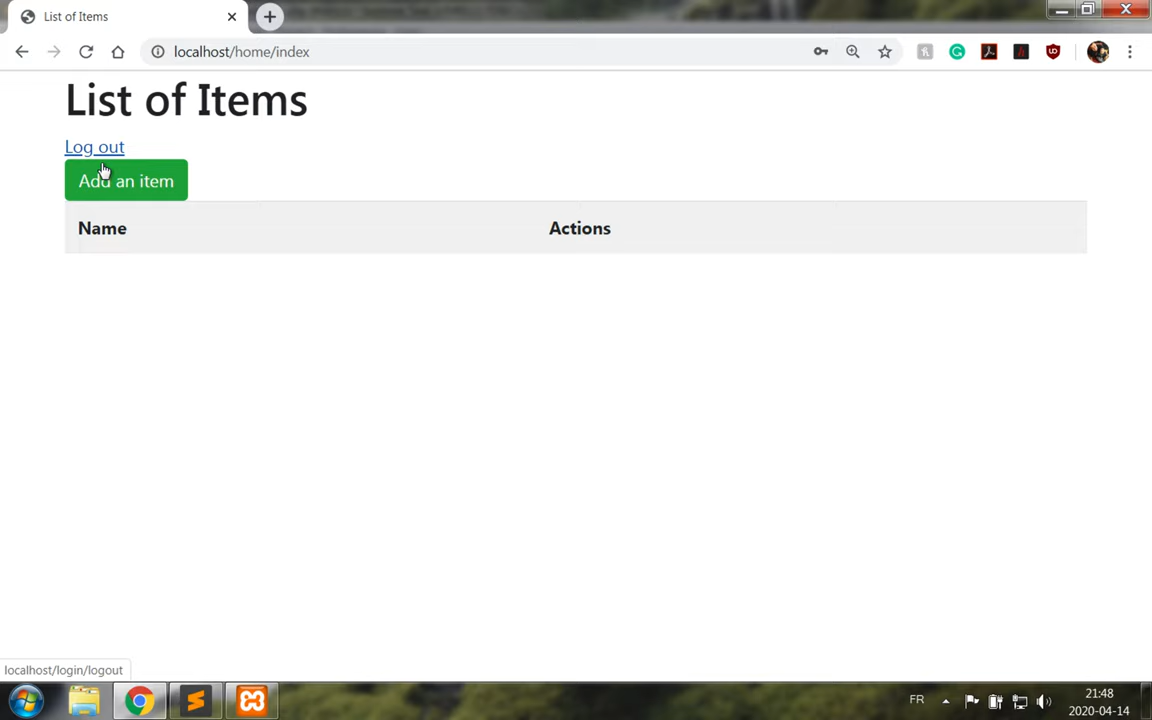 List of Items
localhost/home/index
List of Items
Log out
Add an item
Name Actions
localhost/login/logout
FR
21:48
2020-04-14